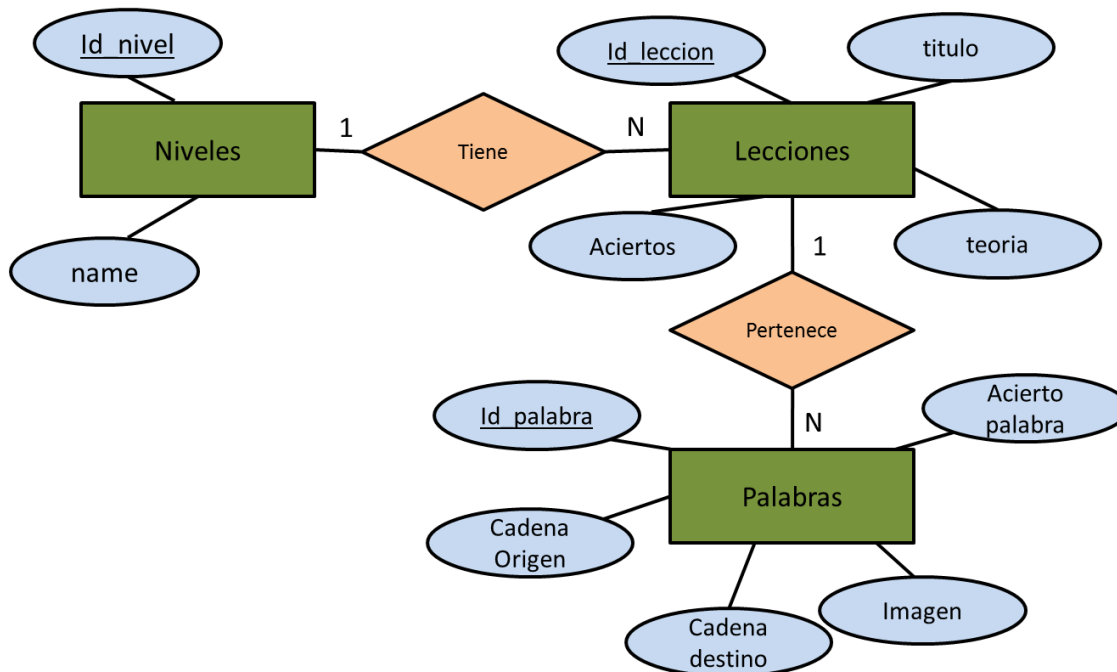 Id_nivel
Id_leccion
titulo
1
N
Niveles
Tiene
Lecciones
name
Aciertos
1
teoria
Pertenece
Id_palabra
N
Acierto
palabra
Palabras
Cadena
Origen
Imagen
Cadena
destino